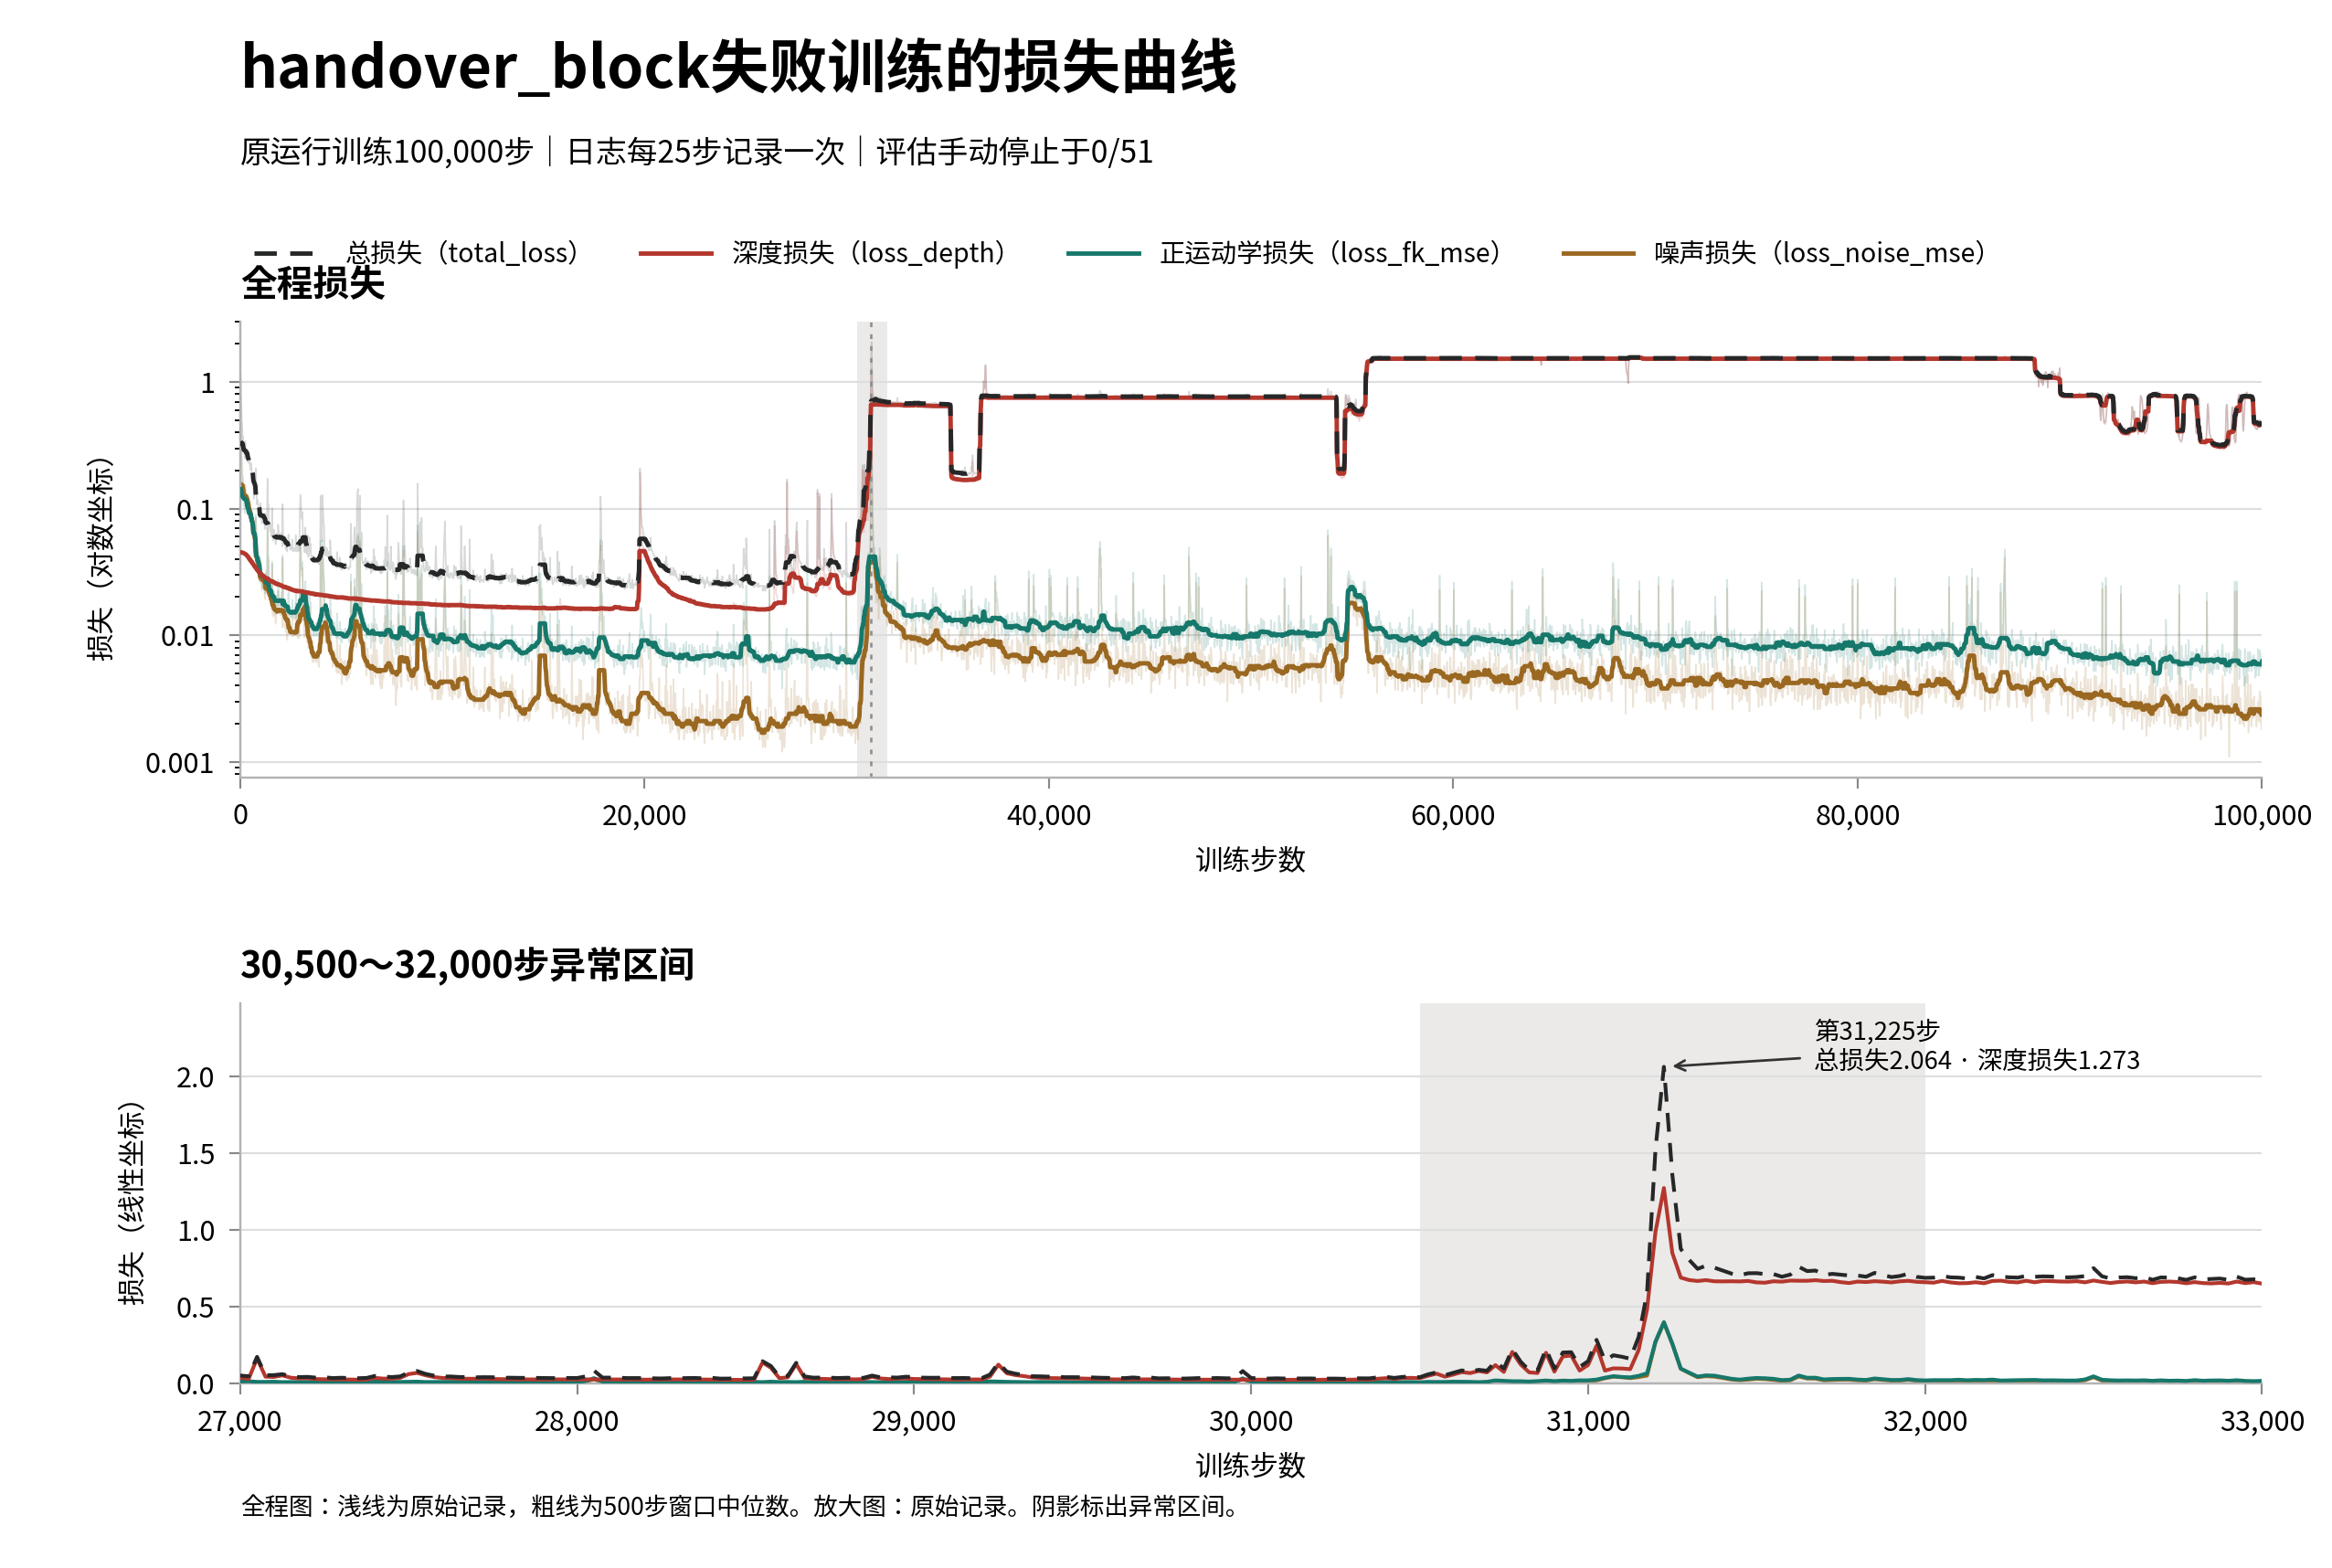 handover_block失败训练的损失曲线
原运行训练100,000步｜日志每25步记录一次｜评估手动停止于0/51
总损失（total_loss） 深度损失（loss_depth） 正运动学损失（loss_fk_mse） 噪声损失（loss_noise_mse）
全程损失
损失（对数坐标）
1
0.1
0.01
0.001
0 20,000 40,000 60,000 80,000 100,000
训练步数
30,500～32,000步异常区间
损失（线性坐标）
第31,225步
总损失2.064 · 深度损失1.273
2.0
1.5
1.0
0.5
0.0
27,000 28,000 29,000 30,000 31,000 32,000 33,000
训练步数
全程图：浅线为原始记录，粗线为500步窗口中位数。放大图：原始记录。阴影标出异常区间。